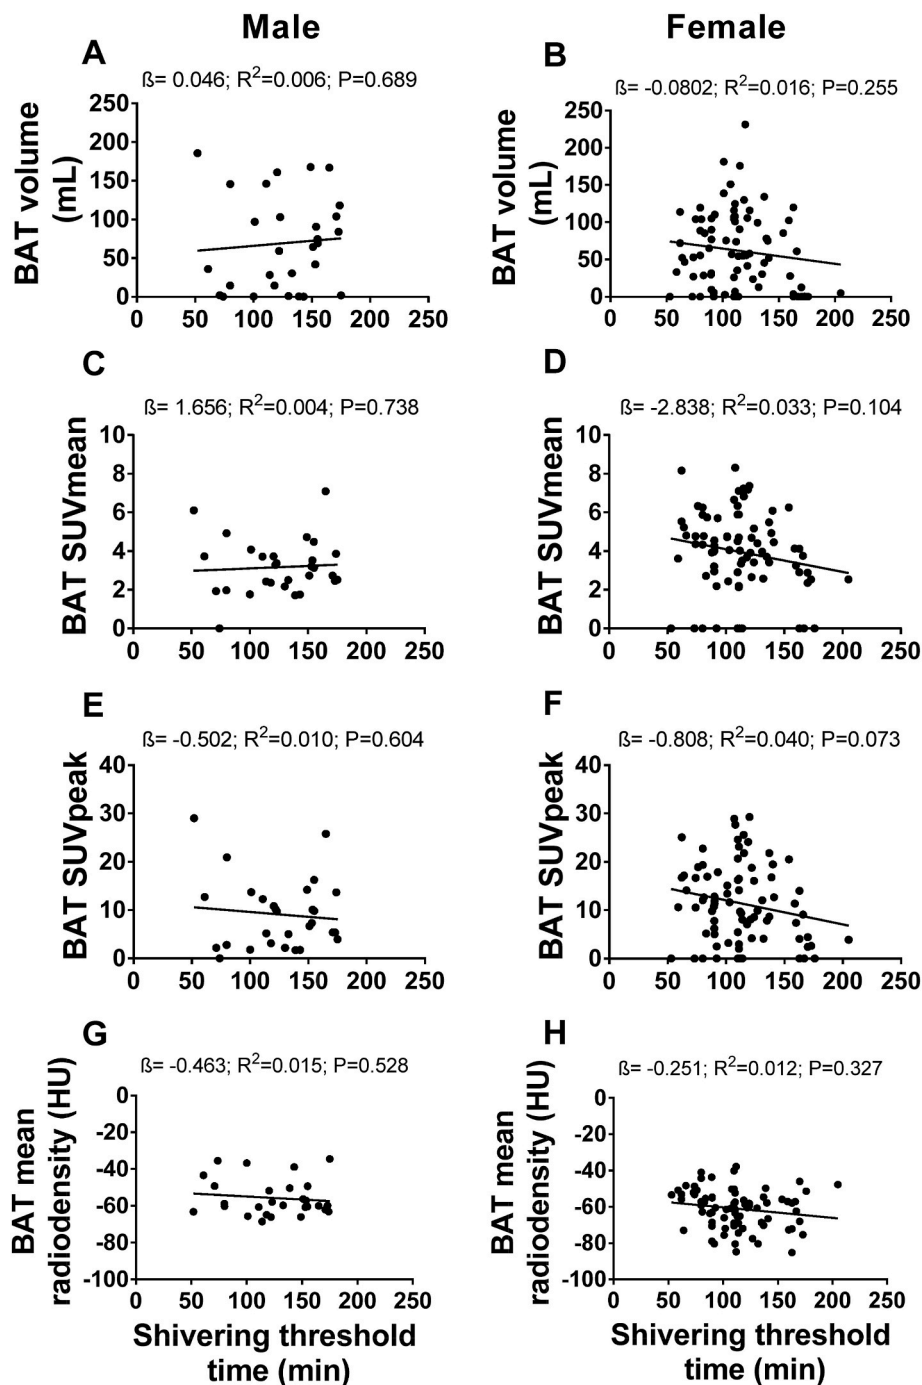 Male
Female
A
ß= 0.046; R²=0.006; P=0.689
BAT volume
(mL)
250
200
150
100
50
0
0 50 100 150 200 250
B
ß= -0.0802; R²=0.016; P=0.255
BAT volume
(mL)
250
200
150
100
50
0
0 50 100 150 200 250
C
ß= 1.656; R²=0.004; P=0.738
BAT SUVmean
10
8
6
4
2
0
0 50 100 150 200 250
D
ß= -2.838; R²=0.033; P=0.104
BAT SUVmean
10
8
6
4
2
0
0 50 100 150 200 250
E
ß= -0.502; R²=0.010; P=0.604
BAT SUVpeak
40
30
20
10
0
0 50 100 150 200 250
F
ß= -0.808; R²=0.040; P=0.073
BAT SUVpeak
40
30
20
10
0
0 50 100 150 200 250
G
ß= -0.463; R²=0.015; P=0.528
BAT mean
radiodensity (HU)
0
-20
-40
-60
-80
-100
0 50 100 150 200 250
Shivering threshold
time (min)
H
ß= -0.251; R²=0.012; P=0.327
BAT mean
radiodensity (HU)
0
-20
-40
-60
-80
-100
0 50 100 150 200 250
Shivering threshold
time (min)